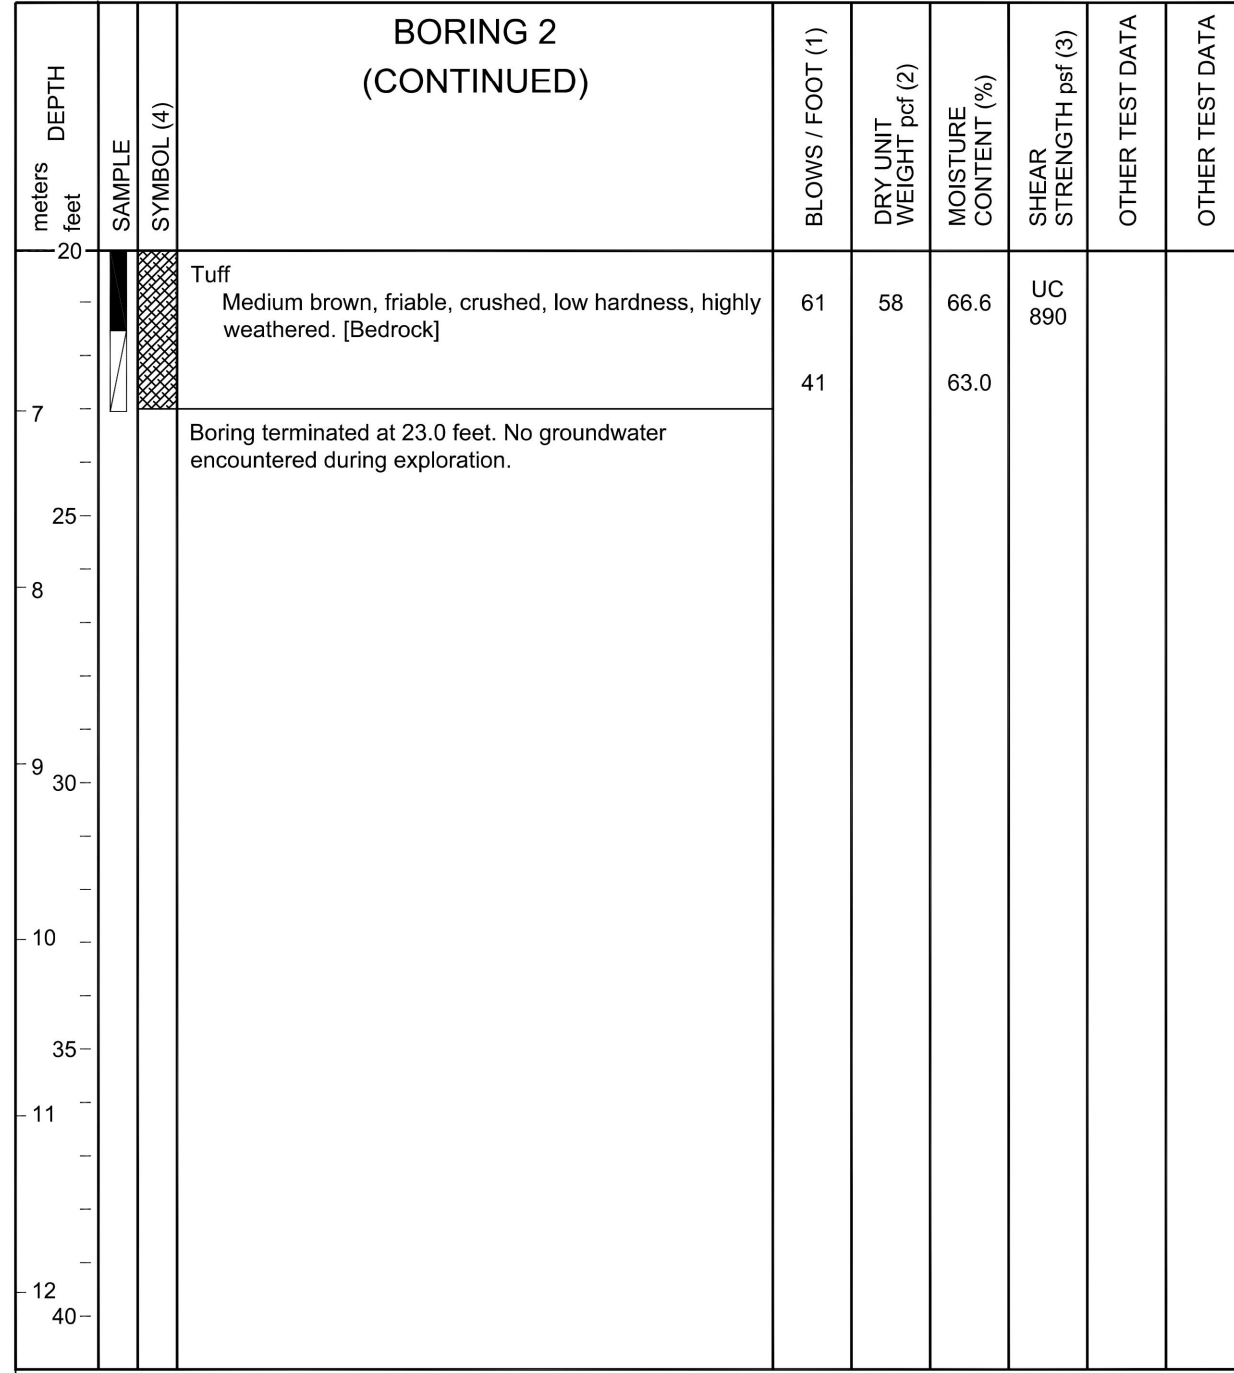 BORING 2
(CONTINUED)
meters
DEPTH
feet
SAMPLE
SYMBOL (4)
BLOWS / FOOT (1)
DRY UNIT
WEIGHT pcf (2)
MOISTURE
CONTENT (%)
SHEAR
STRENGTH psf (3)
OTHER TEST DATA
OTHER TEST DATA
20
Tuff
Medium brown, friable, crushed, low hardness, highly
weathered. [Bedrock]
61
58
66.6
UC
890
41
63.0
7
Boring terminated at 23.0 feet. No groundwater
encountered during exploration.
25
8
9
30
10
35
11
12
40